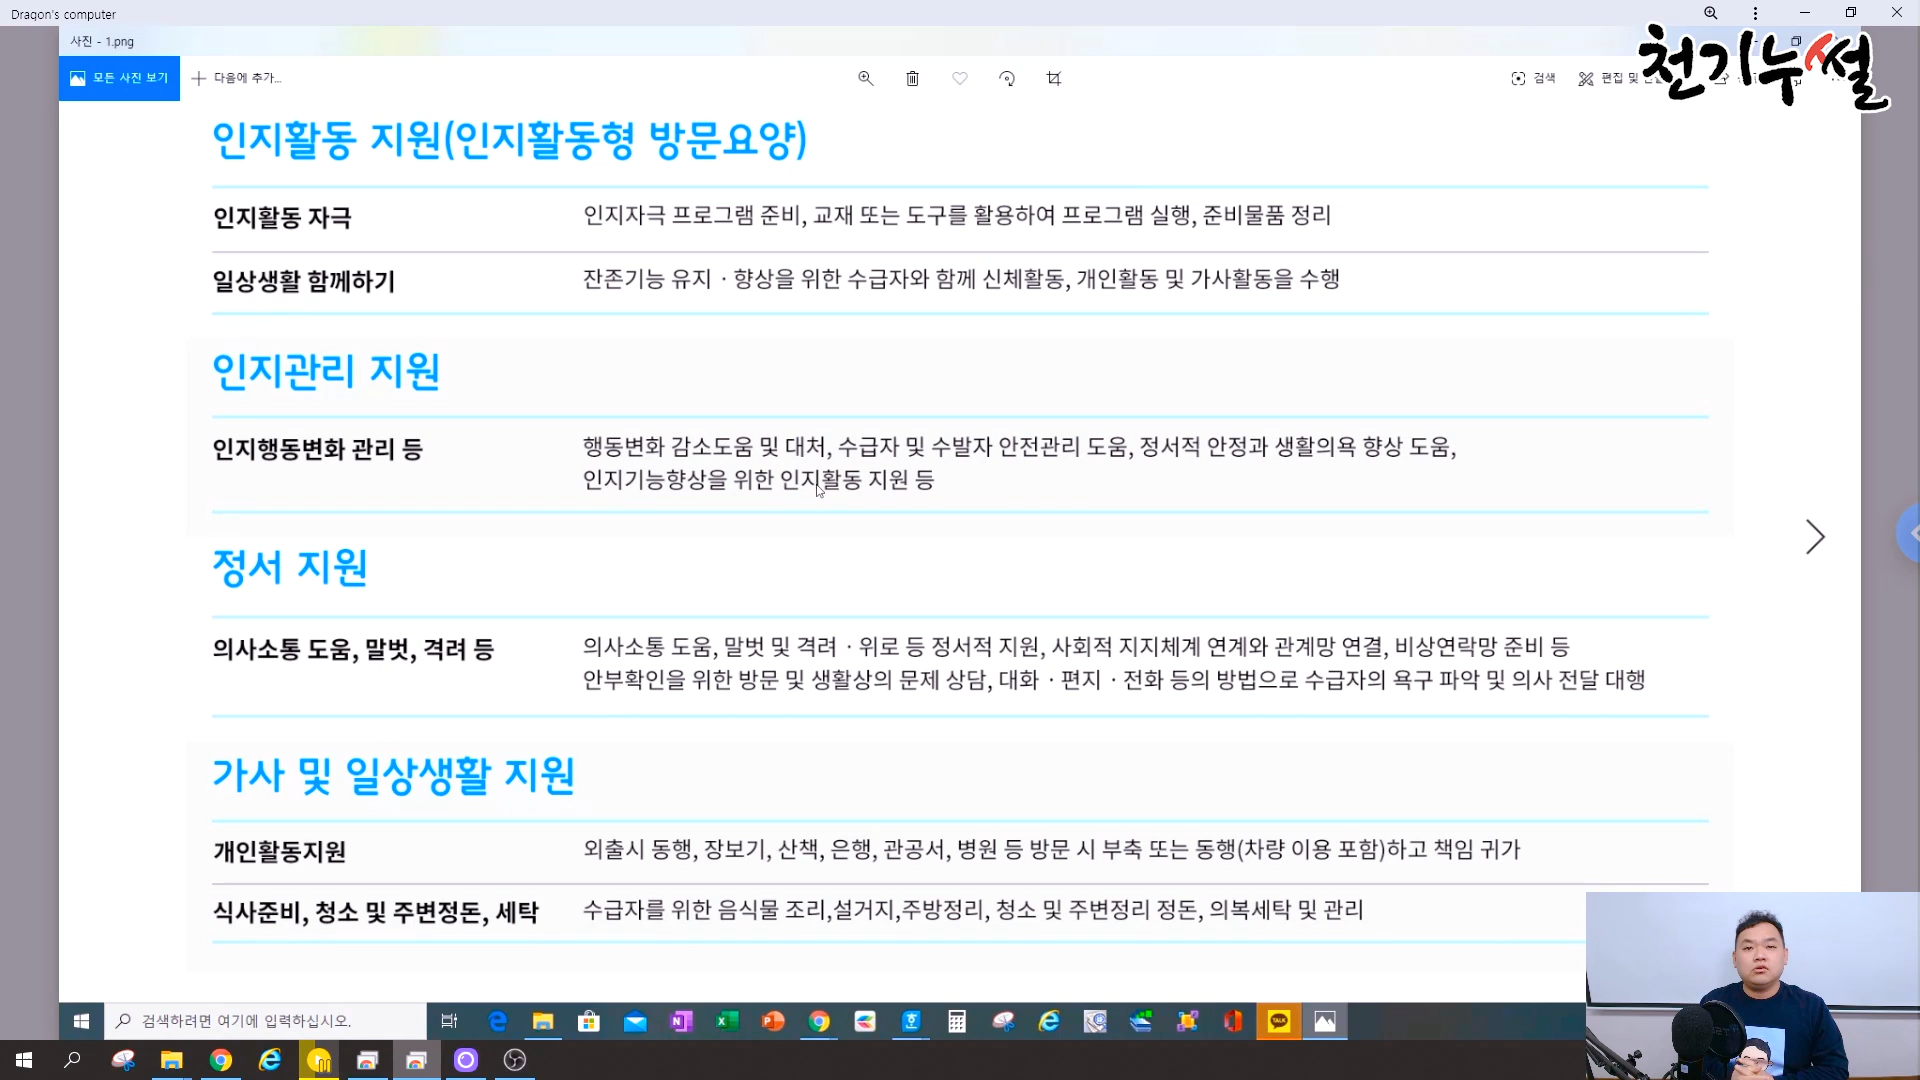 Dragon's computer
사진 - 1.png
천기누설
모든 사진 보기
다음에 추가...
검색
편집 및
인지활동 지원(인지활동형 방문요양)
인지활동 자극
인지자극 프로그램 준비, 교재 또는 도구를 활용하여 프로그램 실행, 준비물품 정리
일상생활 함께하기
잔존기능 유지 · 향상을 위한 수급자와 함께 신체활동, 개인활동 및 가사활동을 수행
인지관리 지원
인지행동변화 관리 등
행동변화 감소도움 및 대처, 수급자 및 수발자 안전관리 도움, 정서적 안정과 생활의욕 향상 도움,
인지기능향상을 위한 인지활동 지원 등
정서 지원
의사소통 도움, 말벗, 격려 등
의사소통 도움, 말벗 및 격려 · 위로 등 정서적 지원, 사회적 지지체계 연계와 관계망 연결, 비상연락망 준비 등
안부확인을 위한 방문 및 생활상의 문제 상담, 대화 · 편지 · 전화 등의 방법으로 수급자의 욕구 파악 및 의사 전달 대행
가사 및 일상생활 지원
개인활동지원
외출시 동행, 장보기, 산책, 은행, 관공서, 병원 등 방문 시 부축 또는 동행(차량 이용 포함)하고 책임 귀가
식사준비, 청소 및 주변정돈, 세탁
수급자를 위한 음식물 조리,설거지,주방정리, 청소 및 주변정리 정돈, 의복세탁 및 관리
검색하려면 여기에 입력하십시오.
TALK